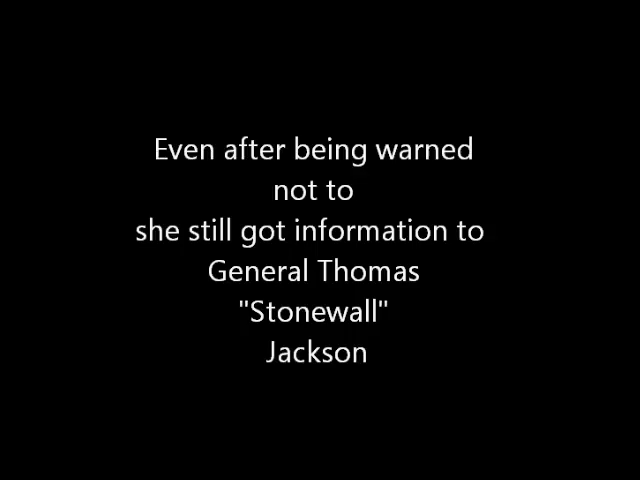 Even after being warned
not to
she still got information to
General Thomas
"Stonewall"
Jackson